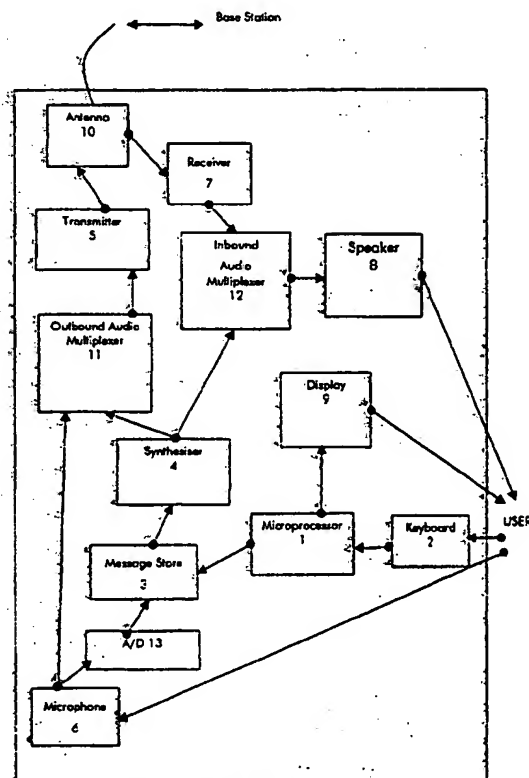 Base Station
Antenna
10
Receiver
7
Transmitter
5
Inbound
Audio
Multiplexer
12
Speaker
8
Outbound Audio
Multiplexer
11
Display
9
Synthesiser
4
USER
Microprocessor
1
Keyboard
2
Message Store
3
A/D 13
Microphone
6